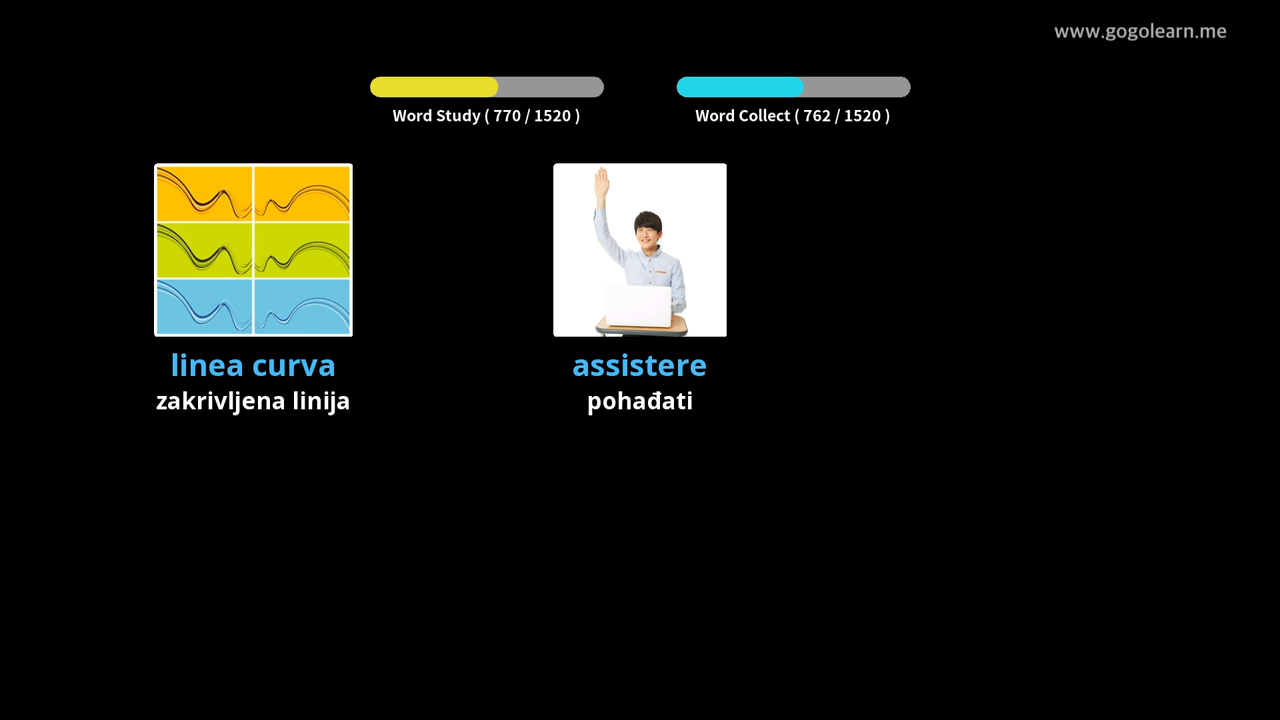 www.gogolearn.me
Word Study ( 770 / 1520 )
Word Collect ( 762 / 1520 )
linea curva
zakrivljena linija
assistere
pohađati